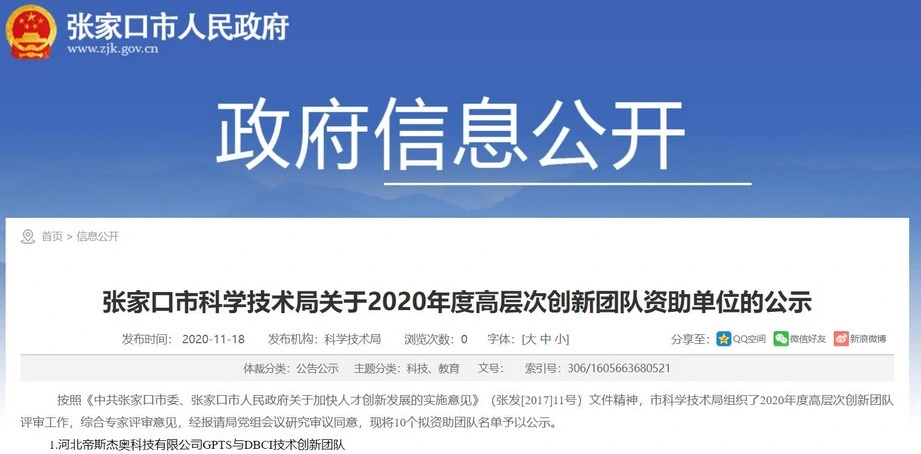 张家口市人民政府
www.zjk.gov.cn
政府信息公开
首页 > 信息公开
张家口市科学技术局关于2020年度高层次创新团队资助单位的公示
发布时间： 2020-11-18 发布机构：科学技术局 浏览次数：0 字体：[大 中 小] 分享至： QQ空间 微信好友 新浪微博
体裁分类：公告公示 主题分类：科技、教育 文号： 索引号：306/1605663680521
按照《中共张家口市委、张家口市人民政府关于加快人才创新发展的实施意见》（张发[2017]11号）文件精神，市科学技术局组织了2020年度高层次创新团队
评审工作，综合专家评审意见，经报请局党组会议研究审议同意，现将10个拟资助团队名单予以公示。
1.河北帝斯杰奥科技有限公司GPTS与DBCI技术创新团队